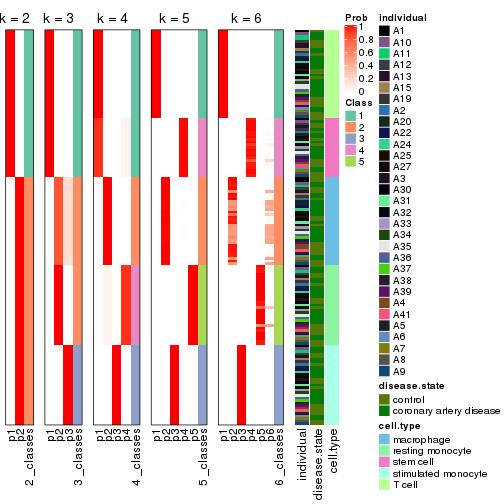 k = 2
k = 3
k = 4
k = 5
k = 6
p1
p2
2_classes
p1
p2
p3
3_classes
p1
p2
p3
p4
4_classes
p1
p2
p3
p4
p5
5_classes
p1
p2
p3
p4
p5
p6
6_classes
individual
disease.state
cell.type
Prob
1
0.8
0.6
0.4
0.2
0
Class
1
2
3
4
5
individual
A1
A10
A11
A12
A13
A15
A19
A2
A20
A22
A24
A25
A27
A3
A30
A31
A32
A33
A34
A35
A36
A37
A38
A39
A4
A41
A5
A6
A7
A8
A9
disease.state
control
coronary artery disease
cell.type
macrophage
resting monocyte
stem cell
stimulated monocyte
T cell